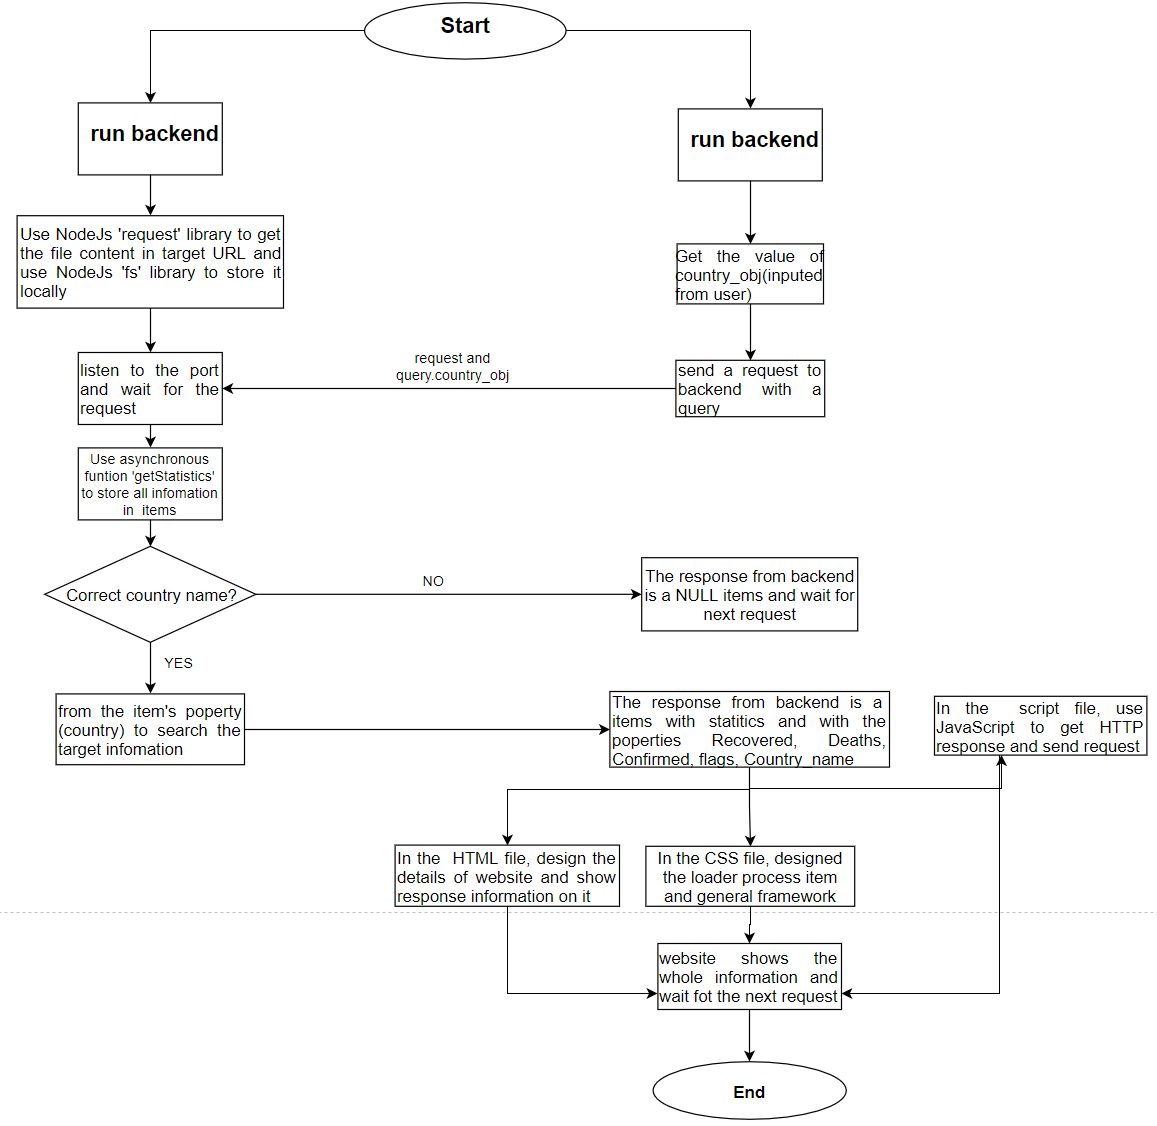 Start
run backend
run backend
Use NodeJs 'request' library to get
the file content in target URL and
use NodeJs 'fs' library to store it
locally
Get the value of
country_obj(inputed
from user)
listen to the port
and wait for the
request
request and
query.country_obj
send a request to
backend with a
query
Use asynchronous
funtion 'getStatistics'
to store all infomation
in items
Correct country name?
NO
The response from backend
is a NULL items and wait for
next request
YES
from the item's poperty
(country) to search the
target infomation
The response from backend is a
items with statitics and with the
poperties Recovered, Deaths,
Confirmed, flags, Country_name
In the script file, use
JavaScript to get HTTP
response and send request
In the HTML file, design the
details of website and show
response information on it
In the CSS file, designed
the loader process item
and general framework
website shows the
whole information and
wait fot the next request
End